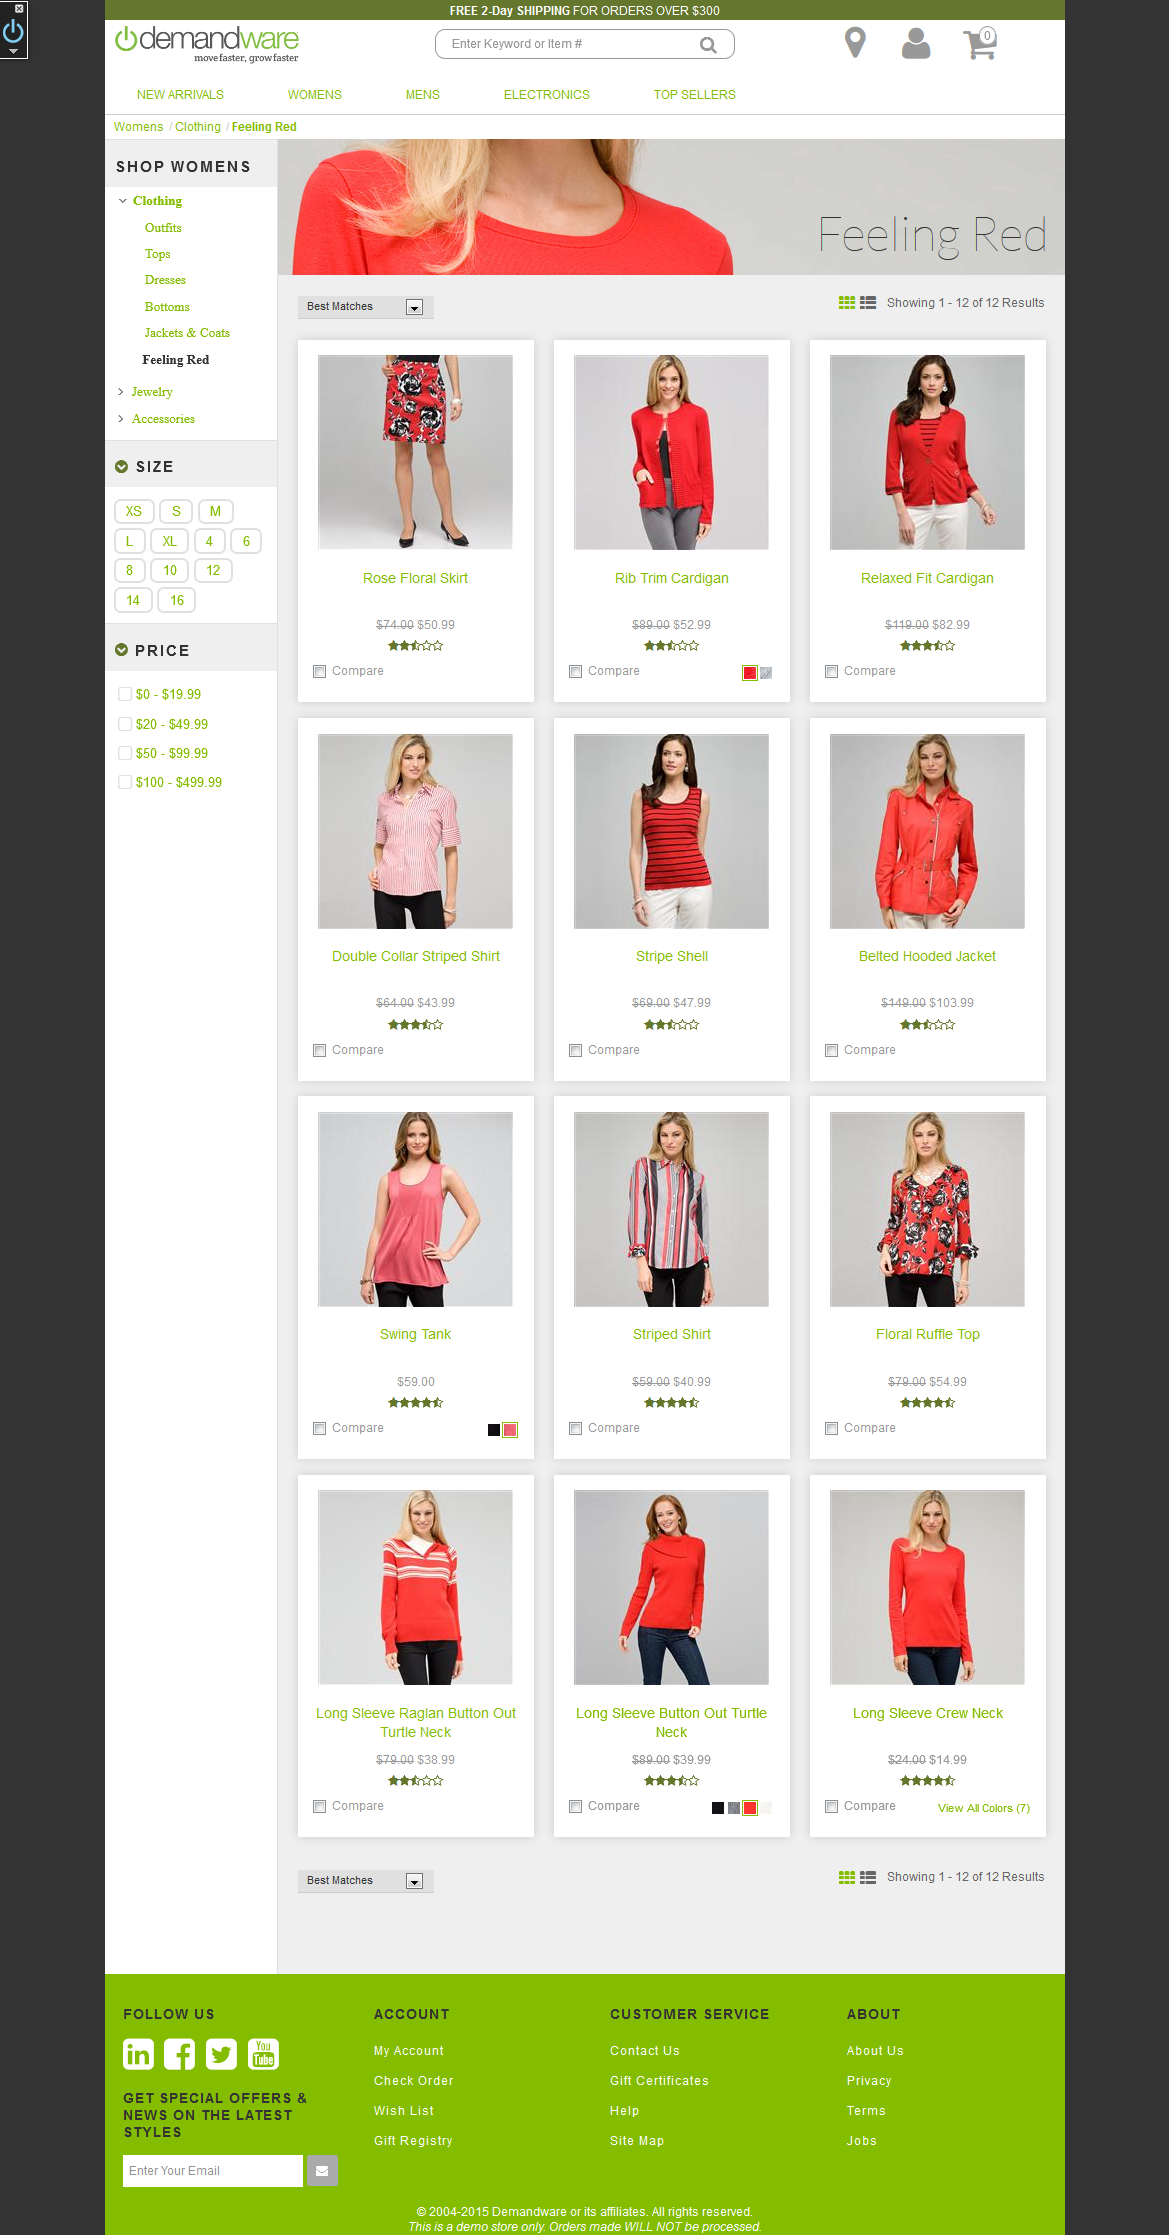 FREE 2-Day SHIPPING FOR ORDERS OVER $300
demandware
move faster, grow faster
Enter Keyword or Item #
0
NEW ARRIVALS WOMENS MENS ELECTRONICS TOP SELLERS
Womens / Clothing / Feeling Red
SHOP WOMENS
Clothing
Outfits
Tops
Dresses
Bottoms
Jackets & Coats
Feeling Red
Jewelry
Accessories
SIZE
XS S M
L XL 4 6
8 10 12
14 16
PRICE
$0 - $19.99
$20 - $49.99
$50 - $99.99
$100 - $499.99
Feeling Red
Best Matches
Showing 1 - 12 of 12 Results
Rose Floral Skirt
$74.00 $50.99
Compare
Rib Trim Cardigan
$89.00 $52.99
Compare
Relaxed Fit Cardigan
$119.00 $82.99
Compare
Double Collar Striped Shirt
$64.00 $43.99
Compare
Stripe Shell
$69.00 $47.99
Compare
Belted Hooded Jacket
$149.00 $103.99
Compare
Swing Tank
$59.00
Compare
Striped Shirt
$59.00 $40.99
Compare
Floral Ruffle Top
$79.00 $54.99
Compare
Long Sleeve Raglan Button Out
Turtle Neck
$79.00 $38.99
Compare
Long Sleeve Button Out Turtle
Neck
$89.00 $39.99
Compare
Long Sleeve Crew Neck
$24.00 $14.99
Compare
View All Colors (7)
Best Matches
Showing 1 - 12 of 12 Results
FOLLOW US
in
You
Tube
GET SPECIAL OFFERS &
NEWS ON THE LATEST
STYLES
Enter Your Email
ACCOUNT
My Account
Check Order
Wish List
Gift Registry
CUSTOMER SERVICE
Contact Us
Gift Certificates
Help
Site Map
ABOUT
About Us
Privacy
Terms
Jobs
© 2004-2015 Demandware or its affiliates. All rights reserved.
This is a demo store only. Orders made WILL NOT be processed.